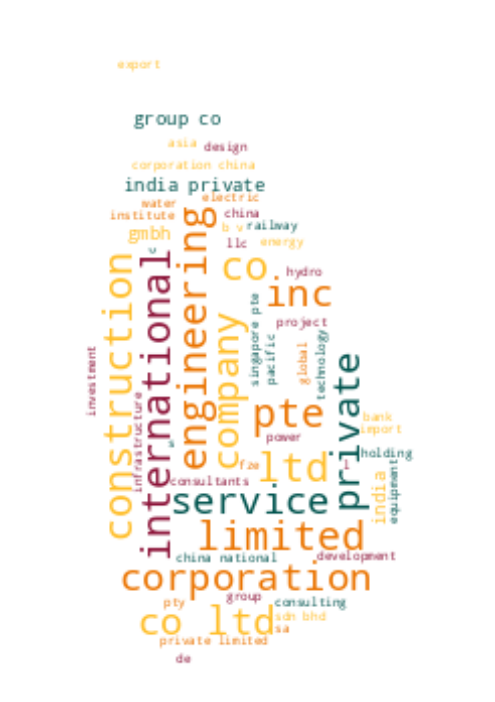 export
group co
asia
design
corporation china
india private
electric
water
institute
china
b v
railway
gmbh
llc
energy
engineering
international
construction
co
hydro
inc
singapore pte
project
company
pacific
global
technology
investment
infrastructure
private
pte
bank
import
power
holding
fze
ltd
l
consultants
india
equipment
service
limited
china national
development
corporation
group
pty
consulting
co ltd
sdn bhd
sa
private limited
de